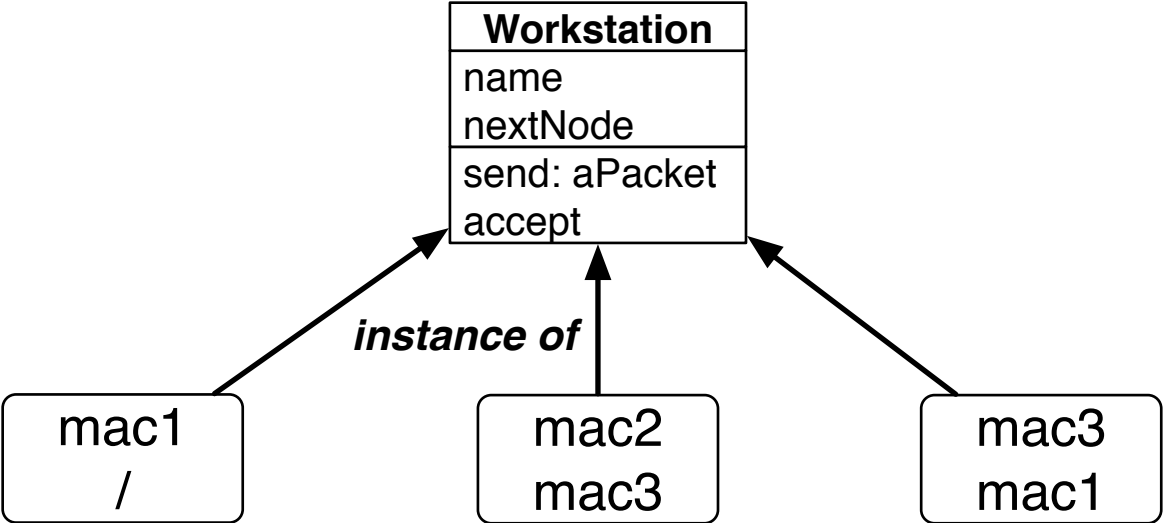 Workstation
name
nextNode
send: aPacket
accept
instance of
mac1
/
mac2
mac3
mac3
mac1